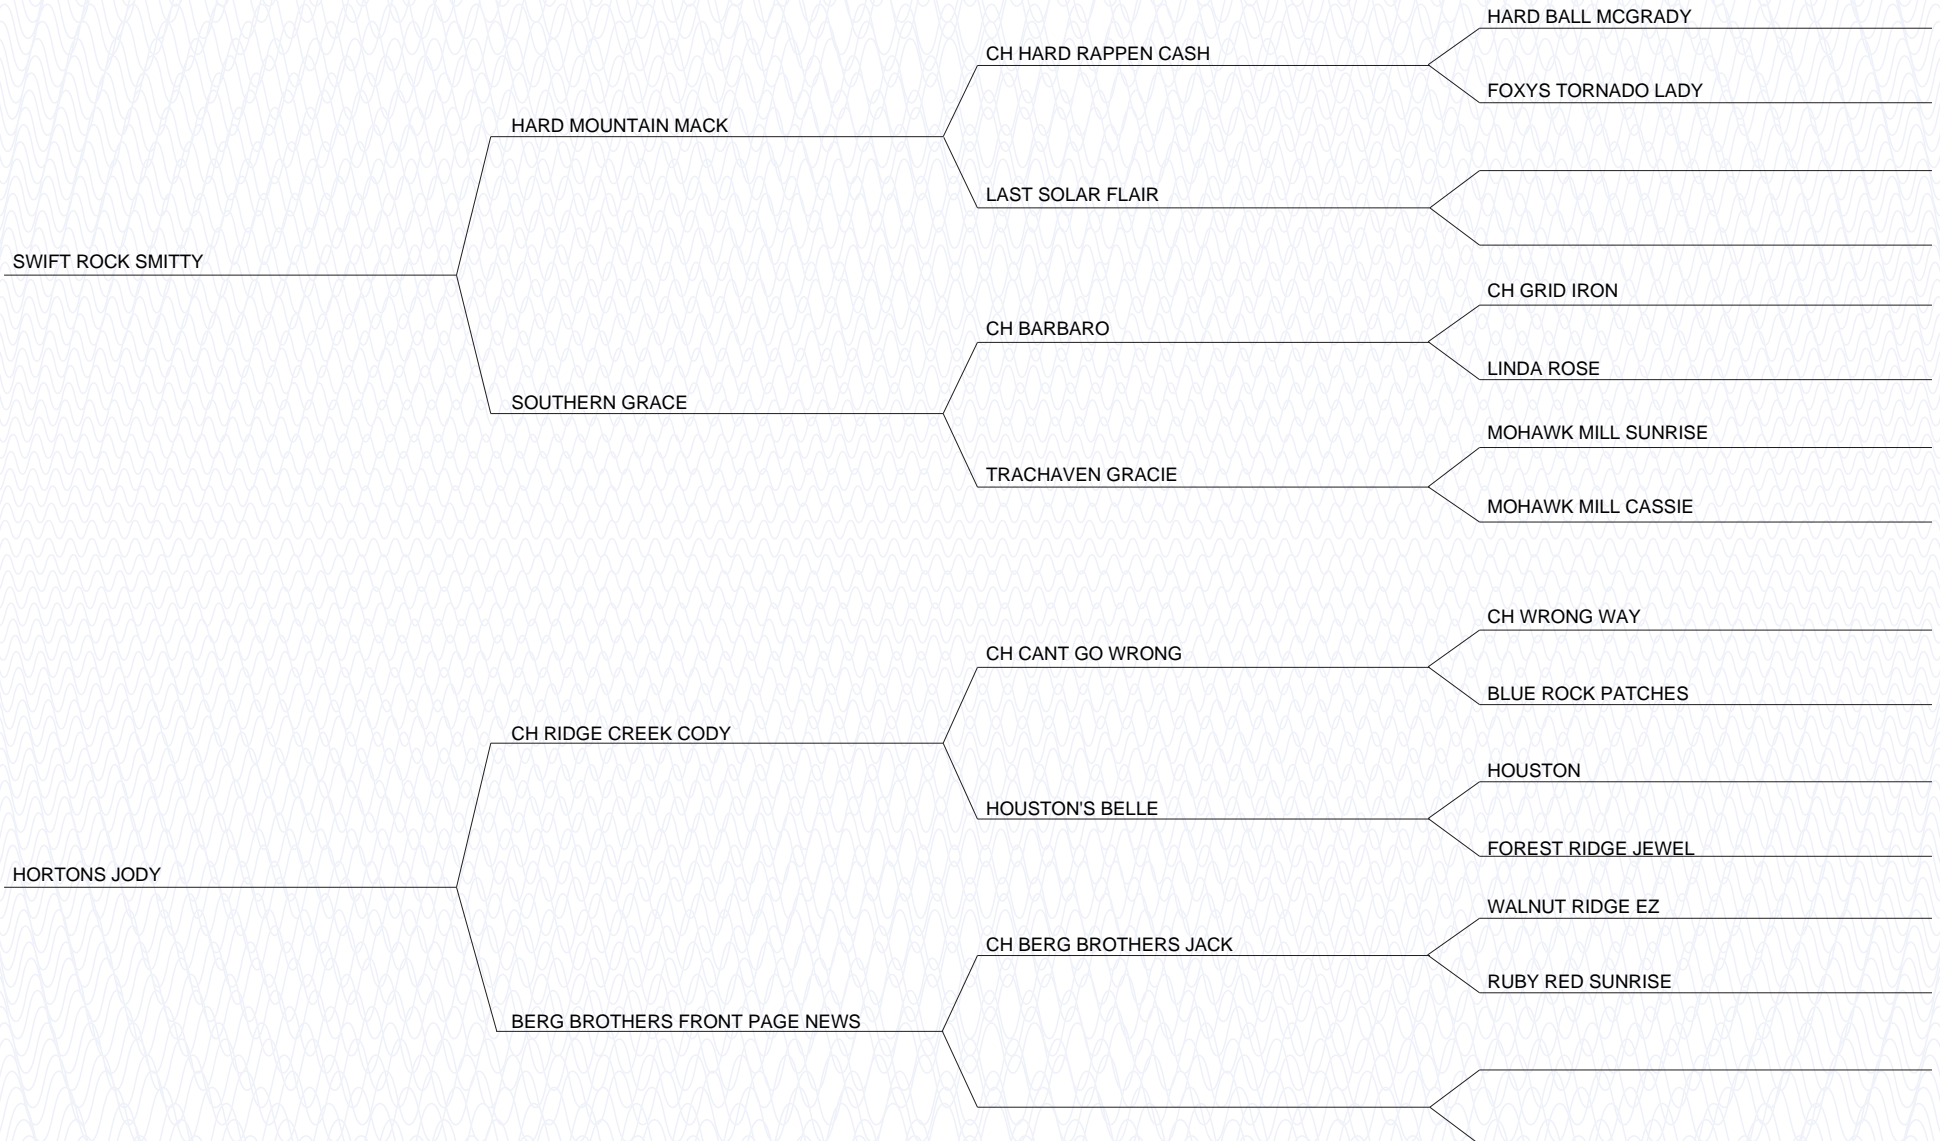 HARD BALL MCGRADY
CH HARD RAPPEN CASH
FOXYS TORNADO LADY
HARD MOUNTAIN MACK
LAST SOLAR FLAIR
SWIFT ROCK SMITTY
CH GRID IRON
CH BARBARO
LINDA ROSE
SOUTHERN GRACE
MOHAWK MILL SUNRISE
TRACHAVEN GRACIE
MOHAWK MILL CASSIE
CH WRONG WAY
CH CANT GO WRONG
BLUE ROCK PATCHES
CH RIDGE CREEK CODY
HOUSTON
HOUSTON'S BELLE
FOREST RIDGE JEWEL
HORTONS JODY
WALNUT RIDGE EZ
CH BERG BROTHERS JACK
RUBY RED SUNRISE
BERG BROTHERS FRONT PAGE NEWS